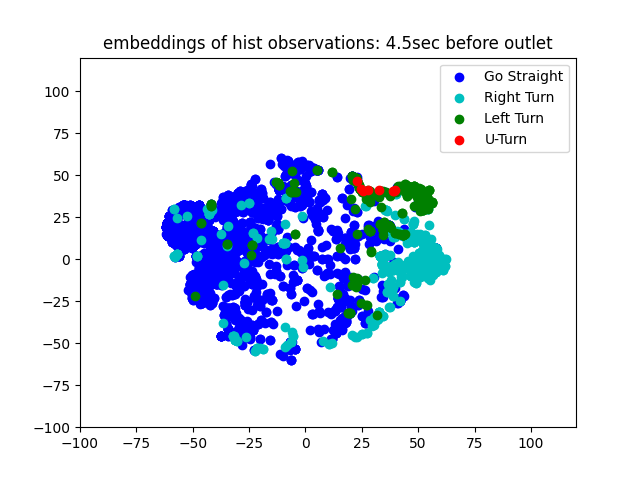 embeddings of hist observations: 4.5sec before outlet
Go Straight
Right Turn
Left Turn
U-Turn
100
75
50
25
0
−25
−50
−75
−100
−100 −75 −50 −25 0 25 50 75 100